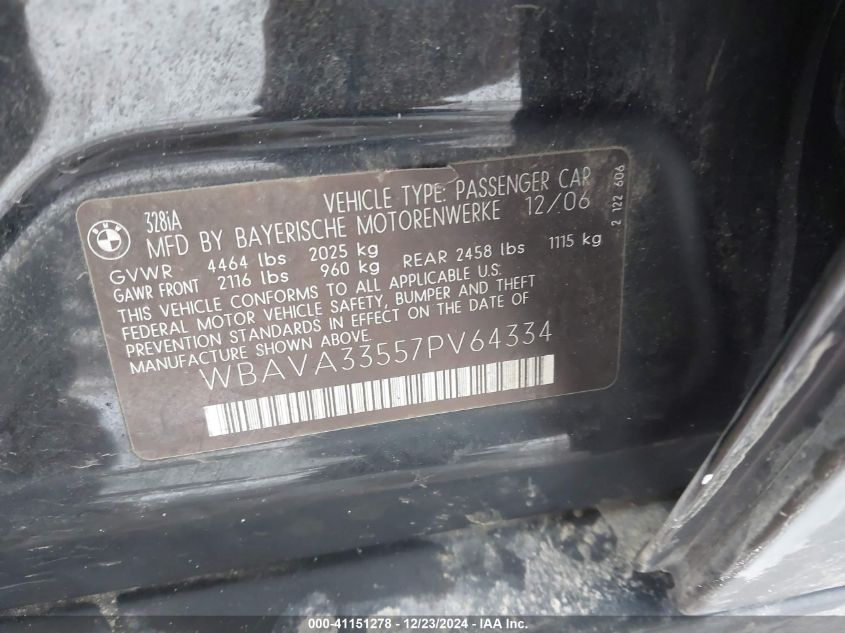 BMW
328iA
VEHICLE TYPE: PASSENGER CAR
MFD BY BAYERISCHE MOTORENWERKE 12/06
GVWR 4464 lbs 2025 kg
GAWR FRONT 2116 lbs 960 kg REAR 2458 lbs 1115 kg
THIS VEHICLE CONFORMS TO ALL APPLICABLE U.S.
FEDERAL MOTOR VEHICLE SAFETY, BUMPER AND THEFT
PREVENTION STANDARDS IN EFFECT ON THE DATE OF
MANUFACTURE SHOWN ABOVE.
WBAVA33557PV64334
2 122 606
000-41151278 - 12/23/2024 - IAA Inc.